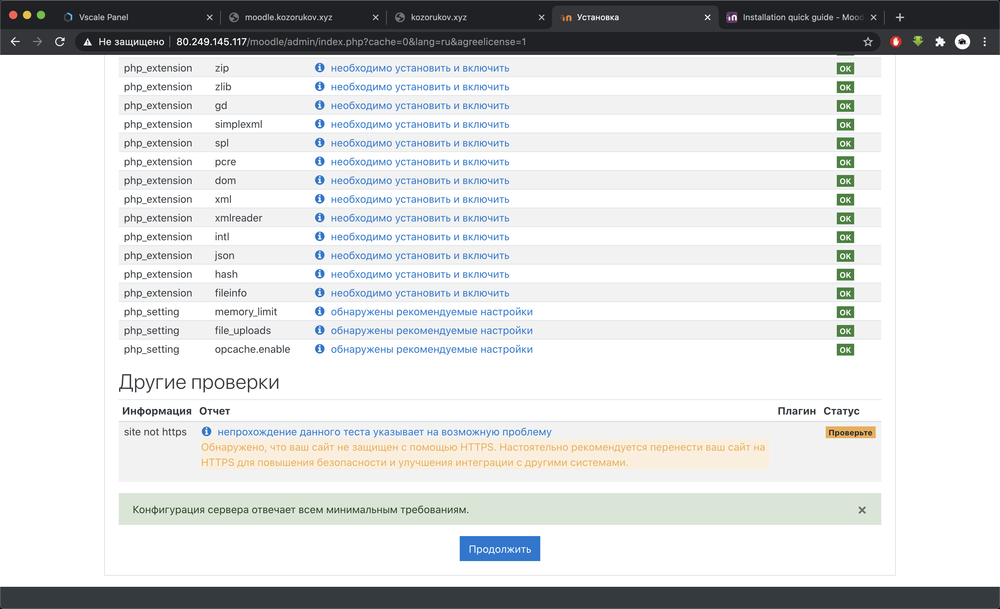 Vscale Panel
moodle.kozorukov.xyz
kozorukov.xyz
Установка
Installation quick guide - Mood
Не защищено 80.249.145.117/moodle/admin/index.php?cache=0&lang=ru&agreelicense=1
php_extension zip необходимо установить и включить OK
php_extension zlib необходимо установить и включить OK
php_extension gd необходимо установить и включить OK
php_extension simplexml необходимо установить и включить OK
php_extension spl необходимо установить и включить OK
php_extension pcre необходимо установить и включить OK
php_extension dom необходимо установить и включить OK
php_extension xml необходимо установить и включить OK
php_extension xmlreader необходимо установить и включить OK
php_extension intl необходимо установить и включить OK
php_extension json необходимо установить и включить OK
php_extension hash необходимо установить и включить OK
php_extension fileinfo необходимо установить и включить OK
php_setting memory_limit обнаружены рекомендуемые настройки OK
php_setting file_uploads обнаружены рекомендуемые настройки OK
php_setting opcache.enable обнаружены рекомендуемые настройки OK
Другие проверки
Информация Отчет Плагин Статус
site not https непрохождение данного теста указывает на возможную проблему Проверьте
Обнаружено, что ваш сайт не защищен с помощью HTTPS. Настоятельно рекомендуется перенести ваш сайт на
HTTPS для повышения безопасности и улучшения интеграции с другими системами.
Конфигурация сервера отвечает всем минимальным требованиям.
Продолжить